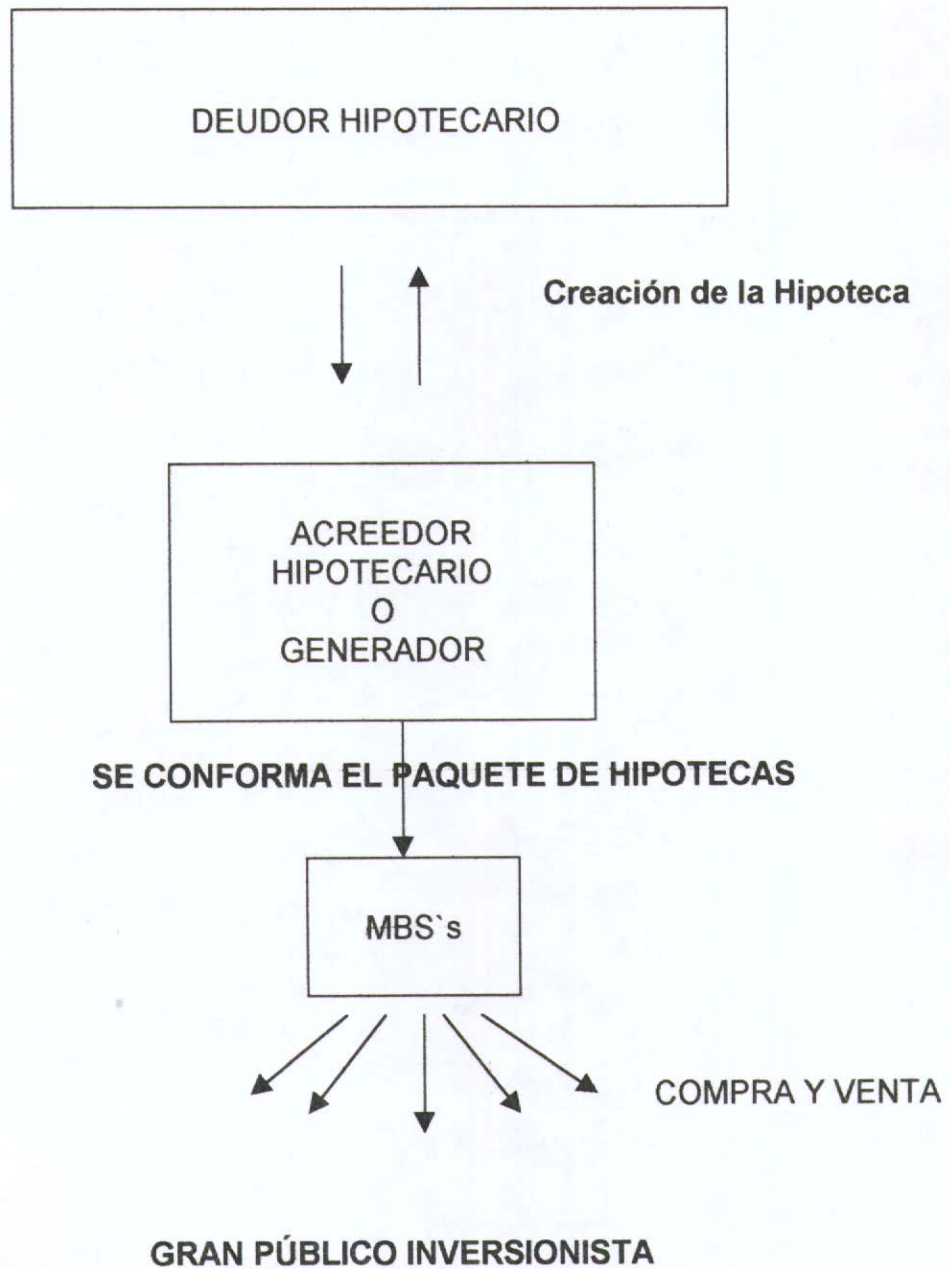 DEUDOR HIPOTECARIO
Creación de la Hipoteca
ACREEDOR
HIPOTECARIO
O
GENERADOR
SE CONFORMA EL PAQUETE DE HIPOTECAS
MBS`s
COMPRA Y VENTA
GRAN PÚBLICO INVERSIONISTA